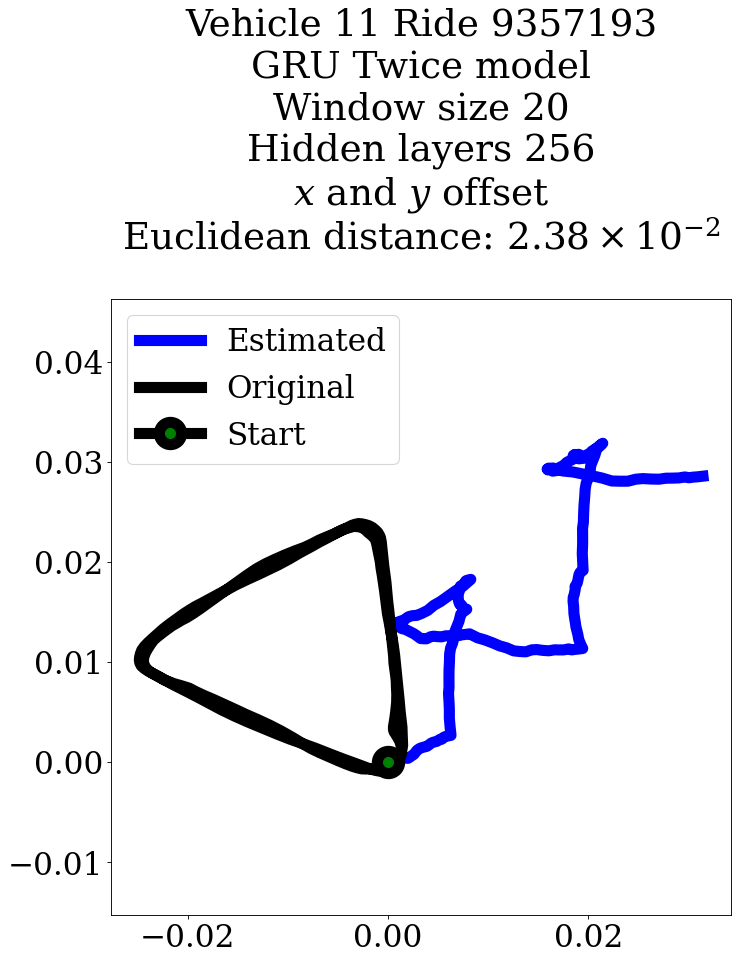 Vehicle 11 Ride 9357193
GRU Twice model
Window size 20
Hidden layers 256
x and y offset
Euclidean distance: 2.38 × 10⁻²
Estimated
Original
Start
0.04
0.03
0.02
0.01
0.00
−0.01
−0.02
0.00
0.02